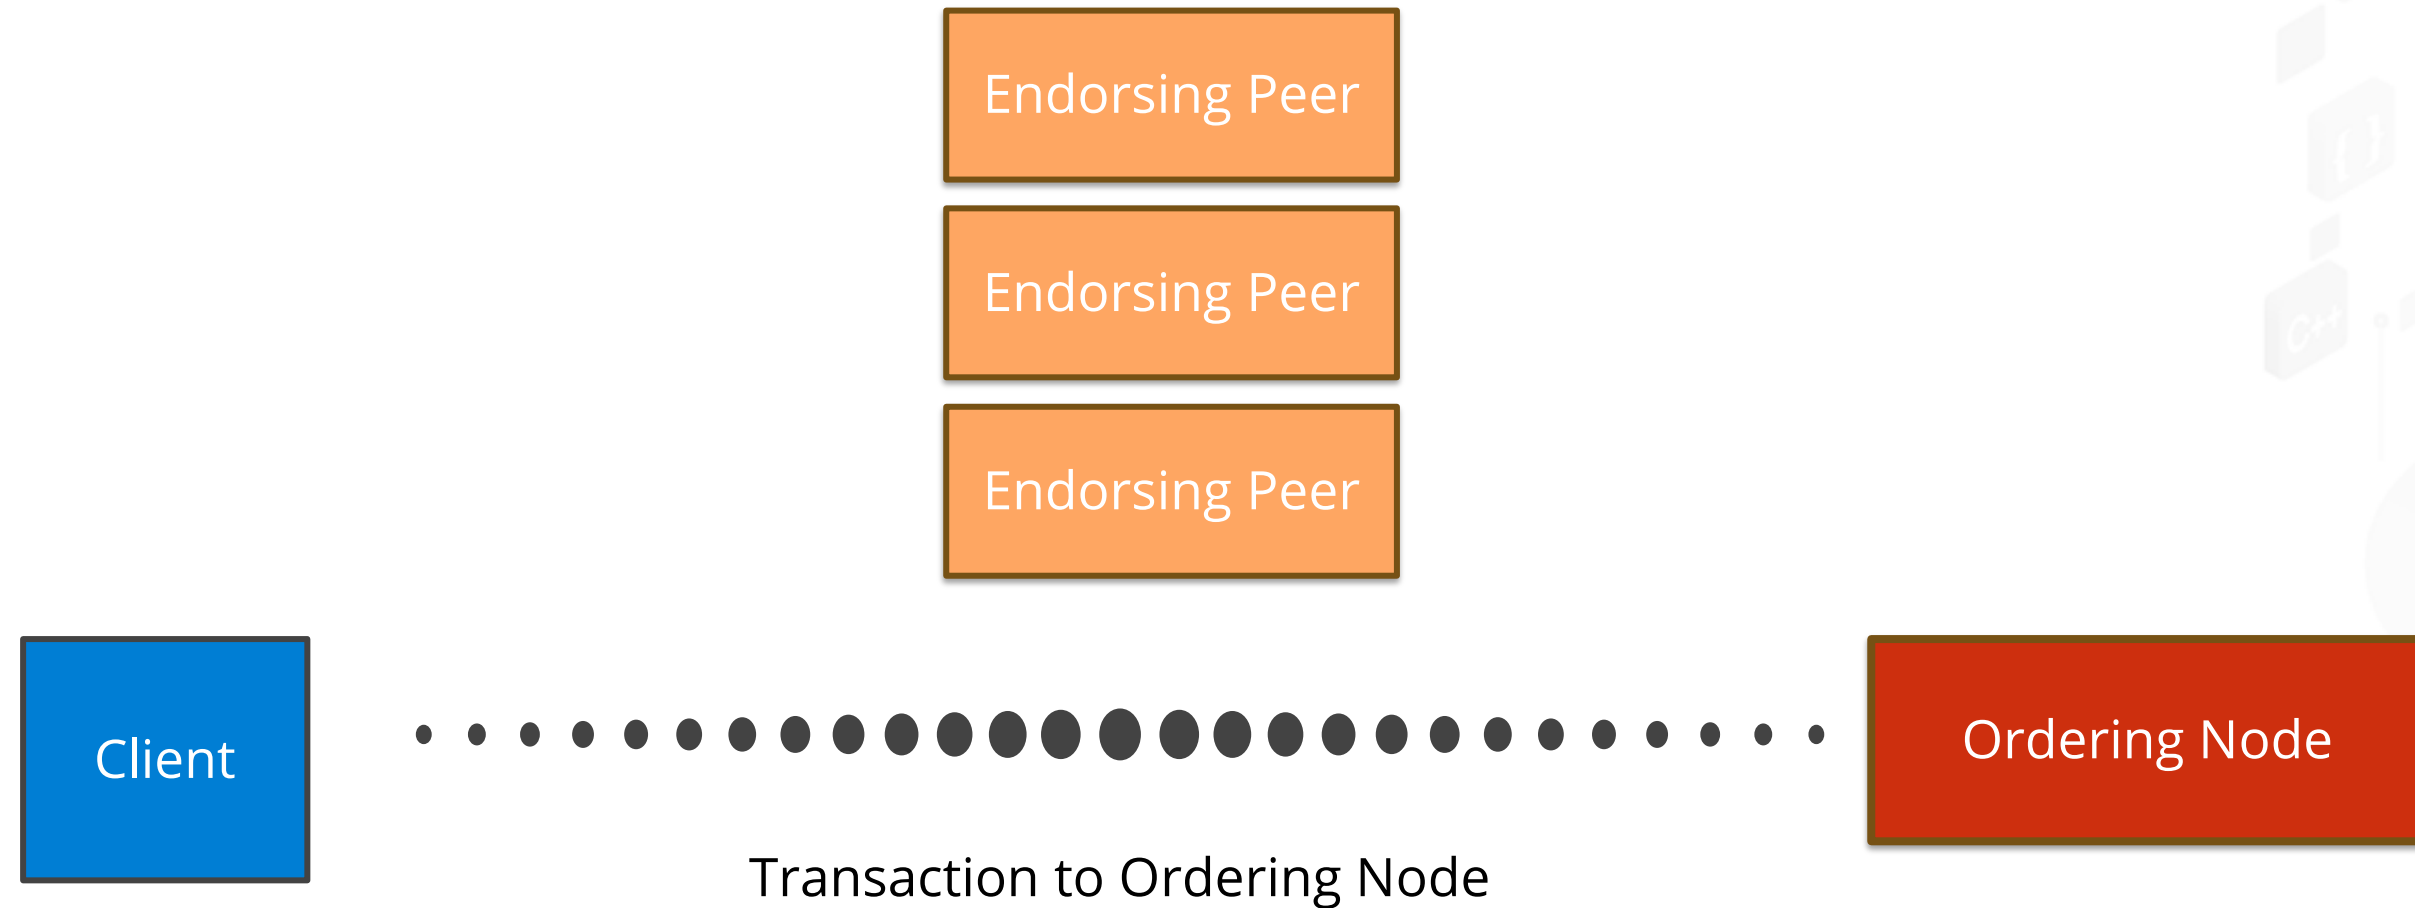 Endorsing Peer
{ }
Endorsing Peer
C++
Endorsing Peer
Client
Ordering Node
Transaction to Ordering Node